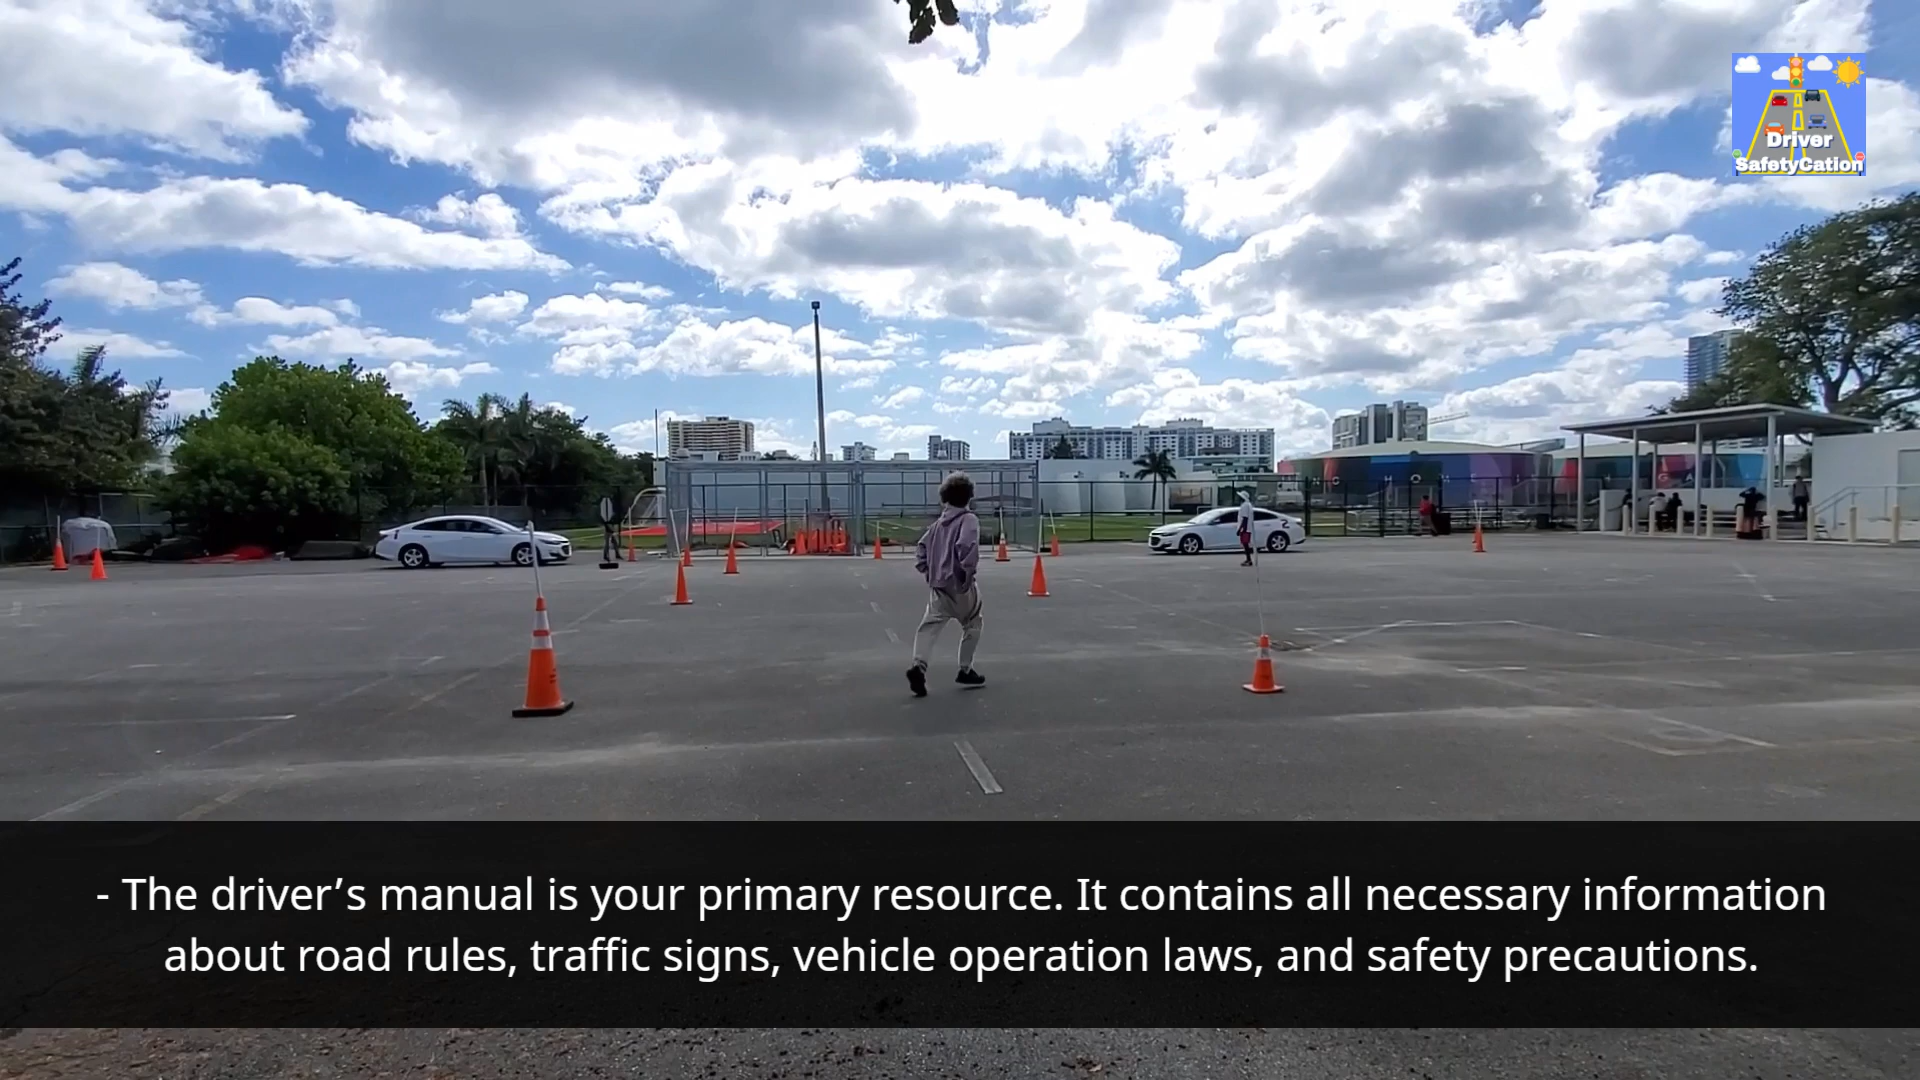 Driver
SafetyCation
- The driver’s manual is your primary resource. It contains all necessary information
about road rules, traffic signs, vehicle operation laws, and safety precautions.